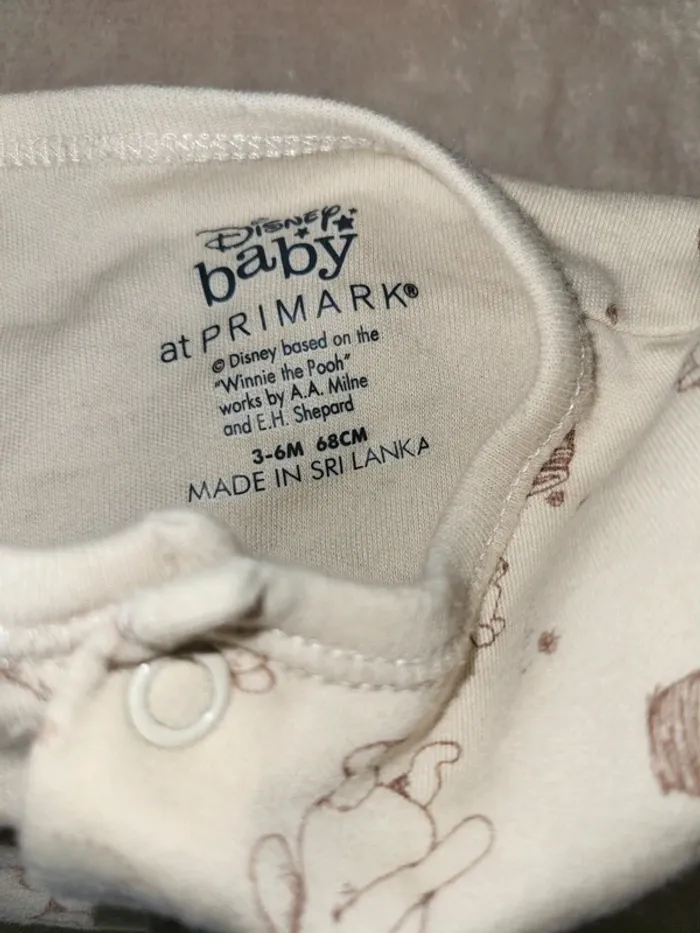 Disney
baby
at PRIMARK®
© Disney based on the
"Winnie the Pooh"
works by A.A. Milne
and E.H. Shepard
3-6M 68CM
MADE IN SRI LANKA